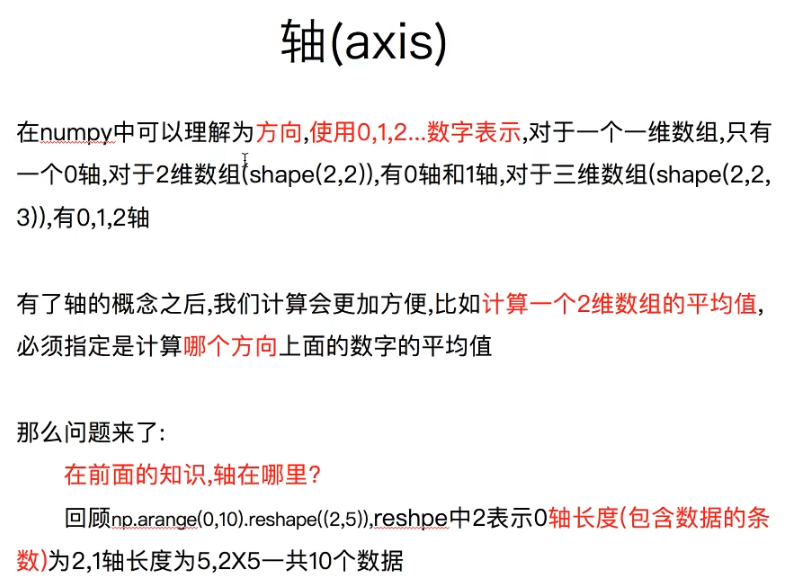 轴(axis)
在numpy中可以理解为方向,使用0,1,2...数字表示,对于一个一维数组,只有
一个0轴,对于2维数组(shape(2,2)),有0轴和1轴,对于三维数组(shape(2,2,
3)),有0,1,2轴
有了轴的概念之后,我们计算会更加方便,比如计算一个2维数组的平均值,
必须指定是计算哪个方向上面的数字的平均值
那么问题来了:
在前面的知识,轴在哪里?
回顾np.arange(0,10).reshape((2,5)),reshpe中2表示0轴长度(包含数据的条
数)为2,1轴长度为5,2X5一共10个数据